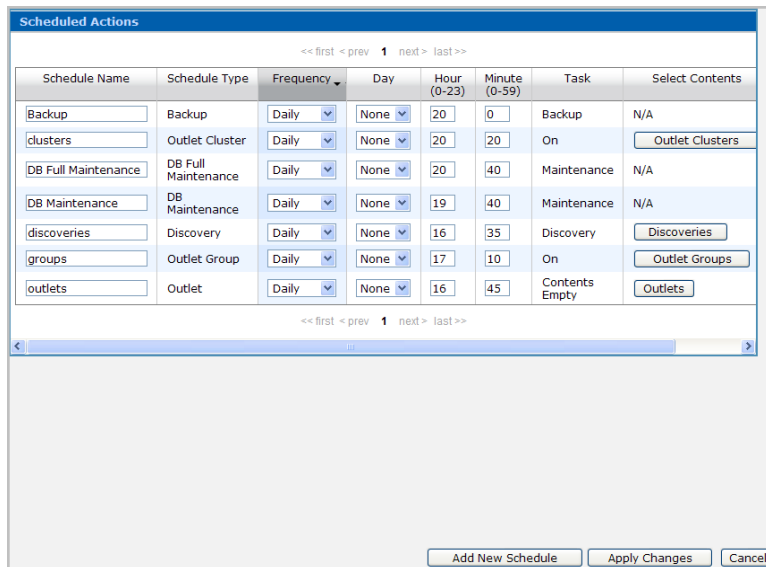 Scheduled Actions
<< first < prev 1 next > last >>
Schedule Name Schedule Type Frequency Day Hour (0-23) Minute (0-59) Task Select Contents
Backup Backup Daily None 20 0 Backup N/A
clusters Outlet Cluster Daily None 20 20 On Outlet Clusters
DB Full Maintenance DB Full Maintenance Daily None 20 40 Maintenance N/A
DB Maintenance DB Maintenance Daily None 19 40 Maintenance N/A
discoveries Discovery Daily None 16 35 Discovery Discoveries
groups Outlet Group Daily None 17 10 On Outlet Groups
outlets Outlet Daily None 16 45 Contents Empty Outlets
<< first < prev 1 next > last >>
Add New Schedule Apply Changes Cancel